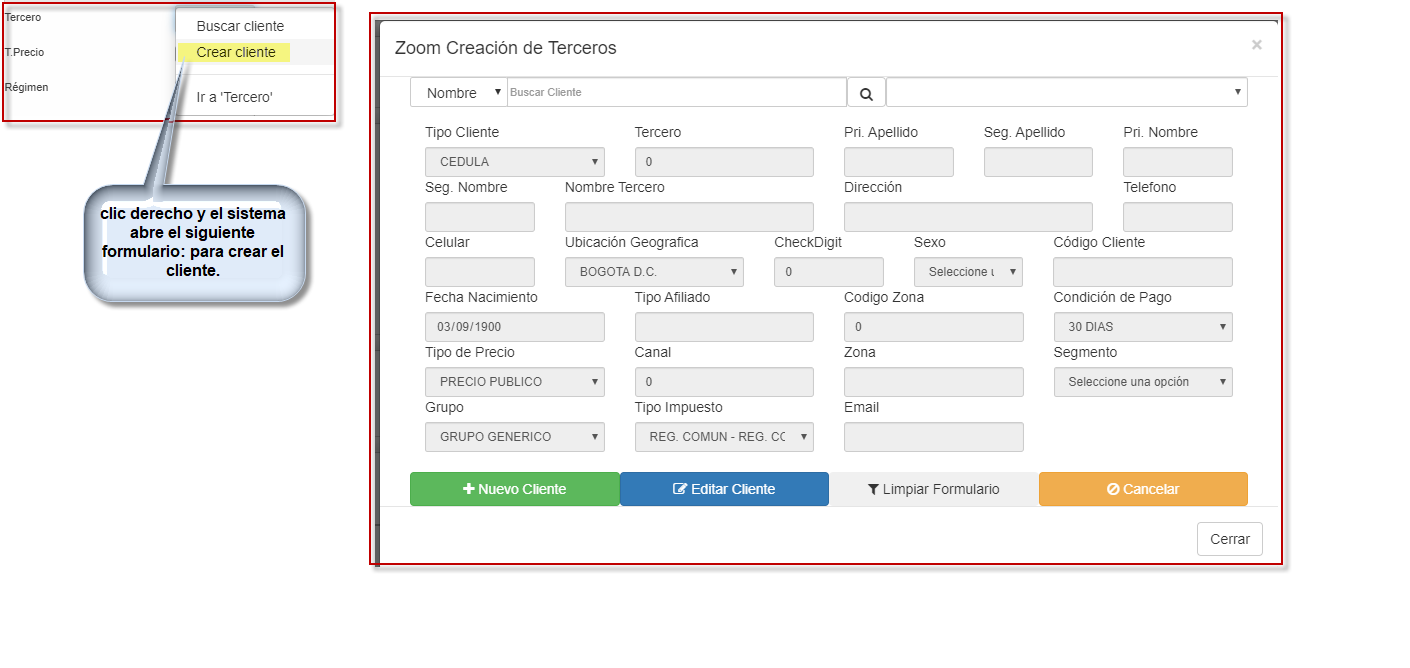 Tercero
T.Precio
Régimen
Buscar cliente
Crear cliente
Ir a 'Tercero'
clic derecho y el sistema
abre el siguiente
formulario: para crear el
cliente.
Zoom Creación de Terceros ×
Nombre Buscar Cliente
Tipo Cliente Tercero Pri. Apellido Seg. Apellido Pri. Nombre
CEDULA 0
Seg. Nombre Nombre Tercero Dirección Telefono
Celular Ubicación Geografica CheckDigit Sexo Código Cliente
BOGOTA D.C. 0 Seleccione
Fecha Nacimiento Tipo Afiliado Codigo Zona Condición de Pago
03/09/1900 0 30 DIAS
Tipo de Precio Canal Zona Segmento
PRECIO PUBLICO 0 Seleccione una opción
Grupo Tipo Impuesto Email
GRUPO GENERICO REG. COMUN - REG. CO
Nuevo Cliente Editar Cliente Limpiar Formulario Cancelar
Cerrar